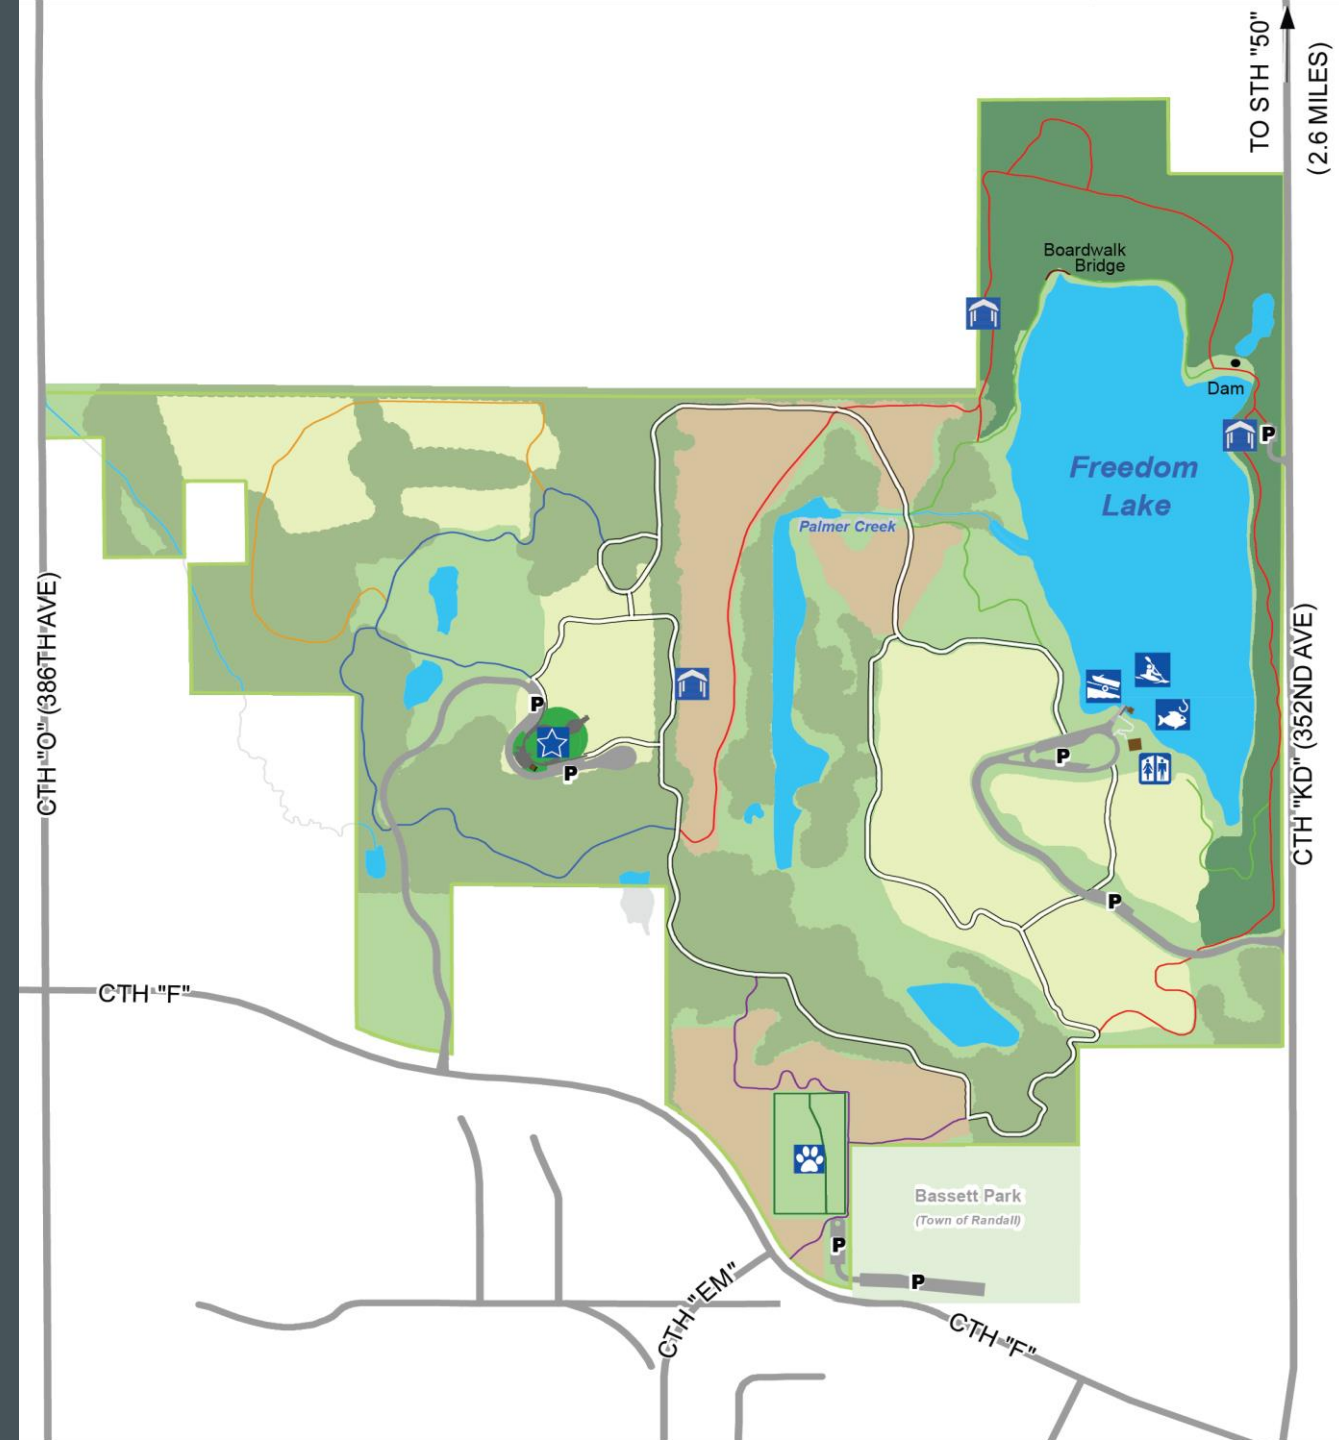 TO STH "50"
(2.6 MILES)
Boardwalk
Bridge
Dam
P
Freedom
Lake
Palmer Creek
CTH "O" (386TH AVE)
CTH "KD" (352ND AVE)
P
P
P
P
CTH "F"
Bassett Park
(Town of Randall)
P
P
CTH "EM"
CTH "F"